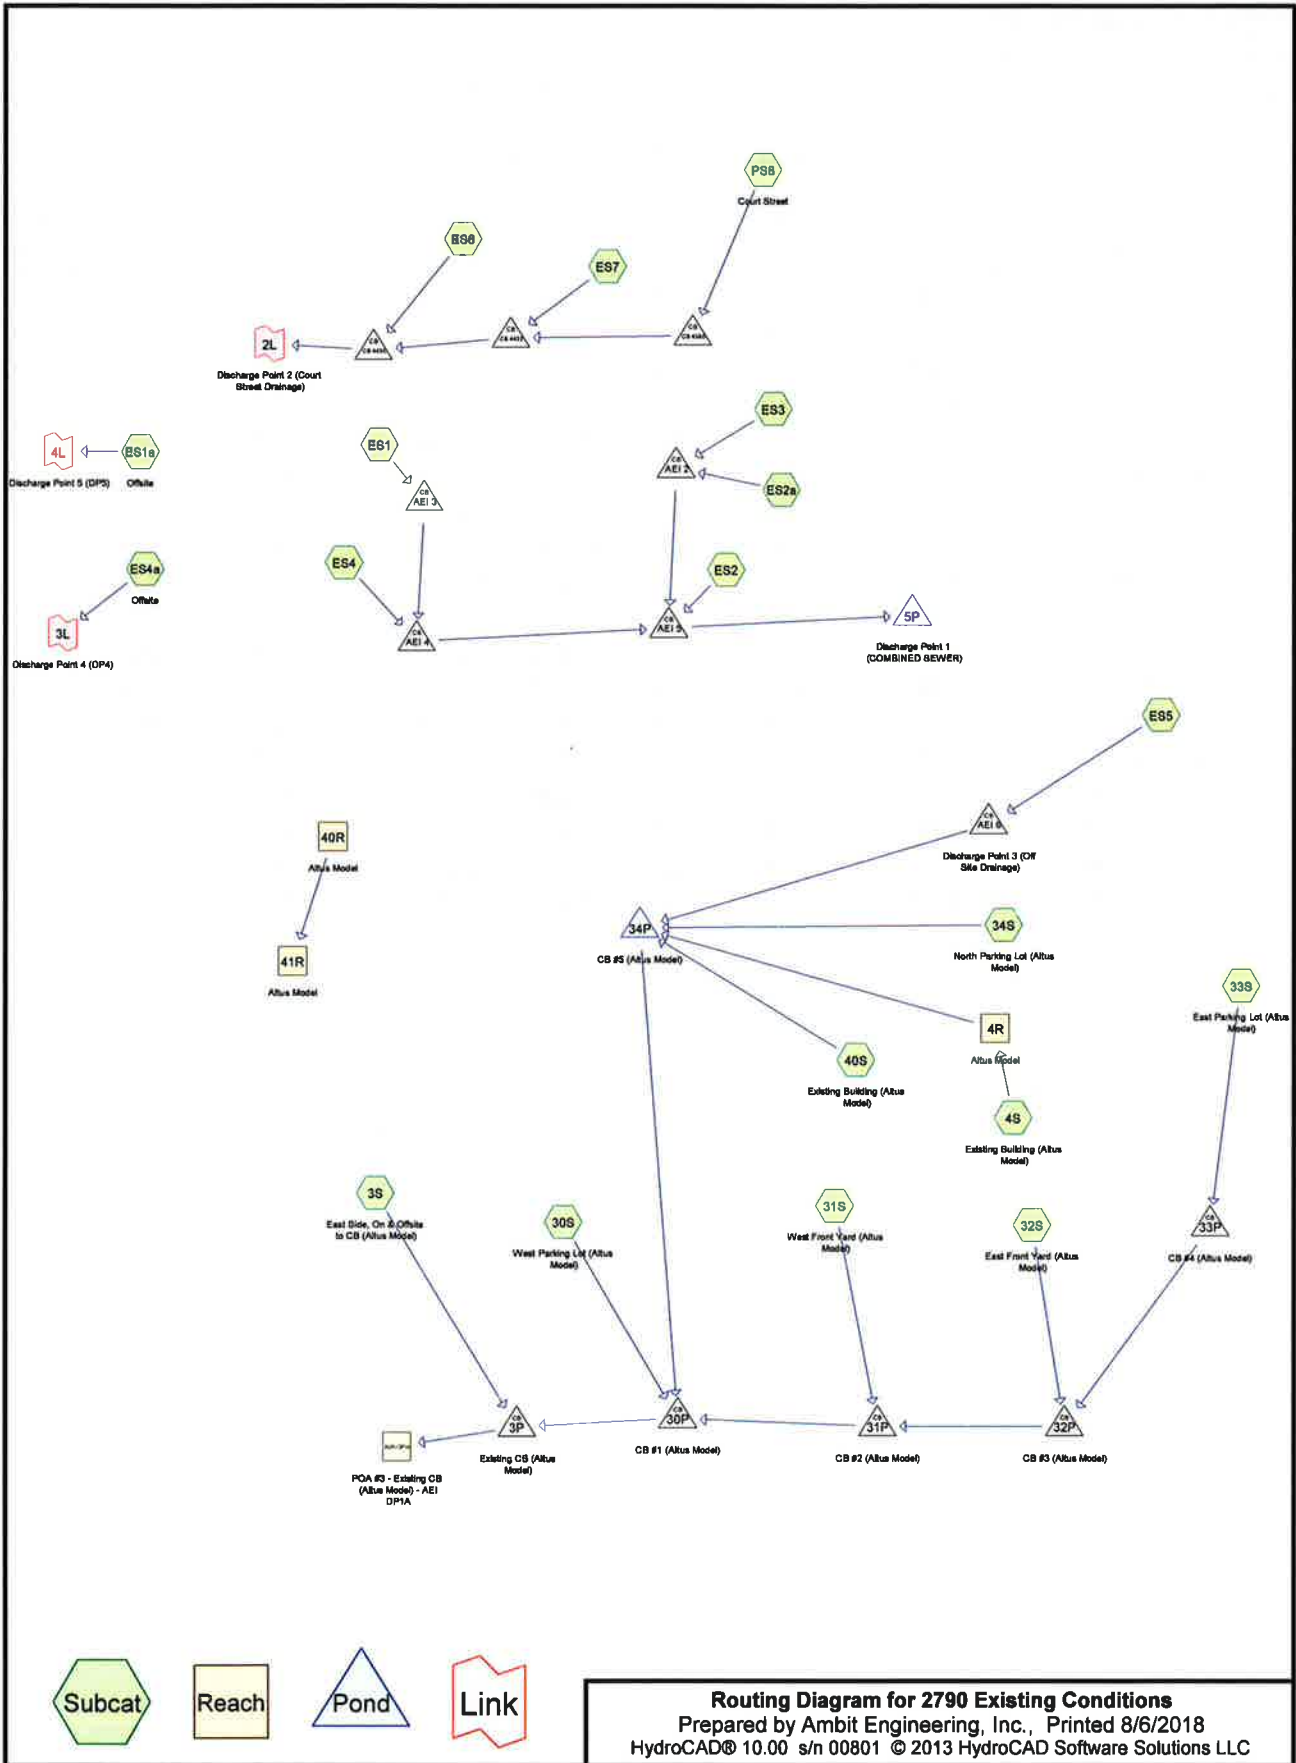 PS8
Court Street
ES6
ES7
CB
CB
CB
2L
Discharge Point 2 (Court
Street Drainage)
ES3
ES1
4L
ES1a
Discharge Point 5 (DP5)
Offsite
CB
AEI 2
ES2a
CB
AEI 3
ES4
ES4a
Offsite
ES2
3L
Discharge Point 4 (DP4)
CB
AEI 4
CB
AEI 5
5P
Discharge Point 1
(COMBINED SEWER)
ES5
CB
AEI 6
Discharge Point 3 (Off
Site Drainage)
40R
Altus Model
34P
CB #5 (Altus Model)
34S
North Parking Lot (Altus
Model)
41R
Altus Model
33S
East Parking Lot (Altus
Model)
4R
Altus Model
40S
Existing Building (Altus
Model)
4S
Existing Building (Altus
Model)
3S
East Side, On & Offsite
to CB (Altus Model)
30S
West Parking Lot (Altus
Model)
31S
West Front Yard (Altus
Model)
32S
East Front Yard (Altus
Model)
CB
33P
CB #4 (Altus Model)
CB
3P
Existing CB (Altus
Model)
CB
30P
CB #1 (Altus Model)
CB
31P
CB #2 (Altus Model)
CB
32P
CB #3 (Altus Model)
POA #3 - Existing CB
(Altus Model) - AEI
DP1A
Subcat
Reach
Pond
Link
Routing Diagram for 2790 Existing Conditions
Prepared by Ambit Engineering, Inc., Printed 8/6/2018
HydroCAD® 10.00 s/n 00801 © 2013 HydroCAD Software Solutions LLC